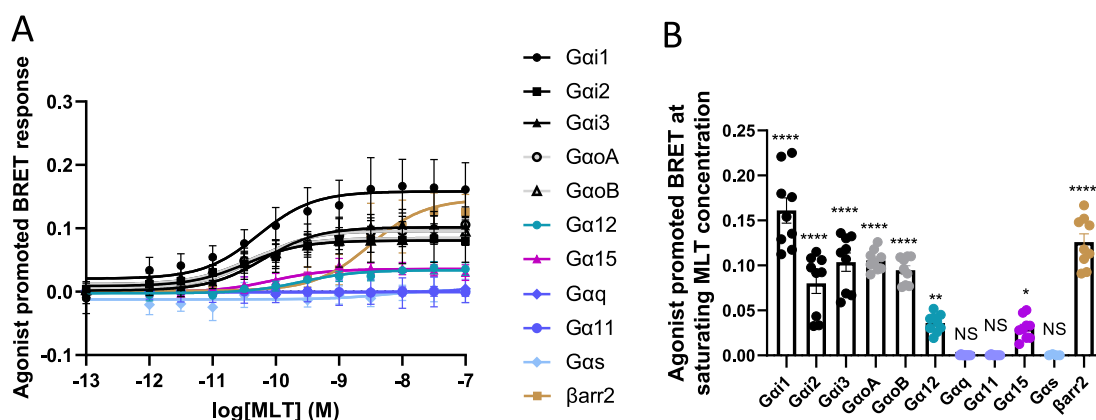 A
Agonist promoted BRET response
0.3
0.2
0.1
0.0
-0.1
-13
-12
-11
-10
-9
-8
-7
log[MLT] (M)
Gαi1
Gαi2
Gαi3
GαoA
GαoB
Gα12
Gα15
Gαq
Gα11
Gαs
βarr2
B
Agonist promoted BRET at
saturating MLT concentration
0.25
0.20
0.15
0.10
0.05
0.00
****
****
****
****
****
**
NS
NS
*
NS
****
Gαi1
Gαi2
Gαi3
GαoA
GαoB
Gα12
Gαq
Gα11
Gα15
Gαs
βarr2